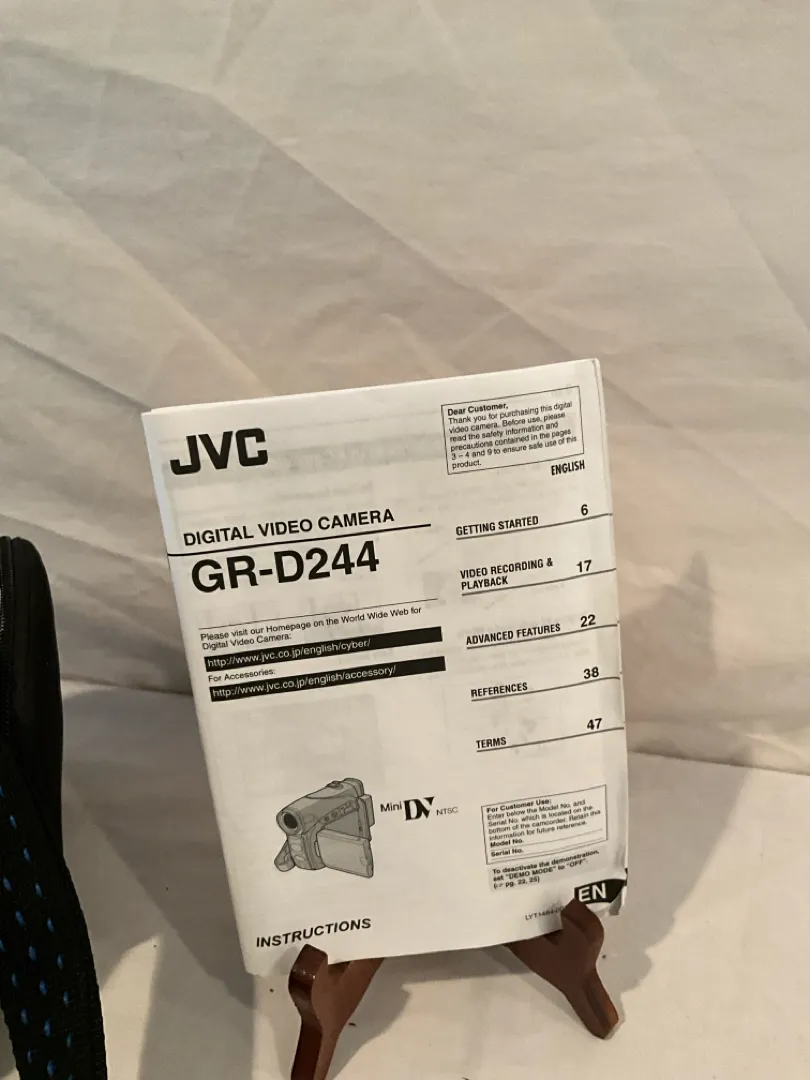 JVC
Dear Customer,
Thank you for purchasing this digital
video camera. Before use, please
read the safety information and
precautions contained in the pages
3 – 4 and 9 to ensure safe use of this
product.
ENGLISH
DIGITAL VIDEO CAMERA
GR-D244
Please visit our Homepage on the World Wide Web for
Digital Video Camera:
http://www.jvc.co.jp/english/cyber/
For Accessories:
http://www.jvc.co.jp/english/accessory/
GETTING STARTED 6
VIDEO RECORDING &
PLAYBACK 17
ADVANCED FEATURES 22
REFERENCES 38
TERMS 47
Mini DV NTSC
For Customer Use:
Enter below the Model No. and
Serial No. which is located on the
bottom of the camcorder. Retain this
information for future reference.
Model No.
Serial No.
To deactivate the demonstration,
set "DEMO MODE" to "OFF".
(☞ pg. 22, 25)
EN
INSTRUCTIONS